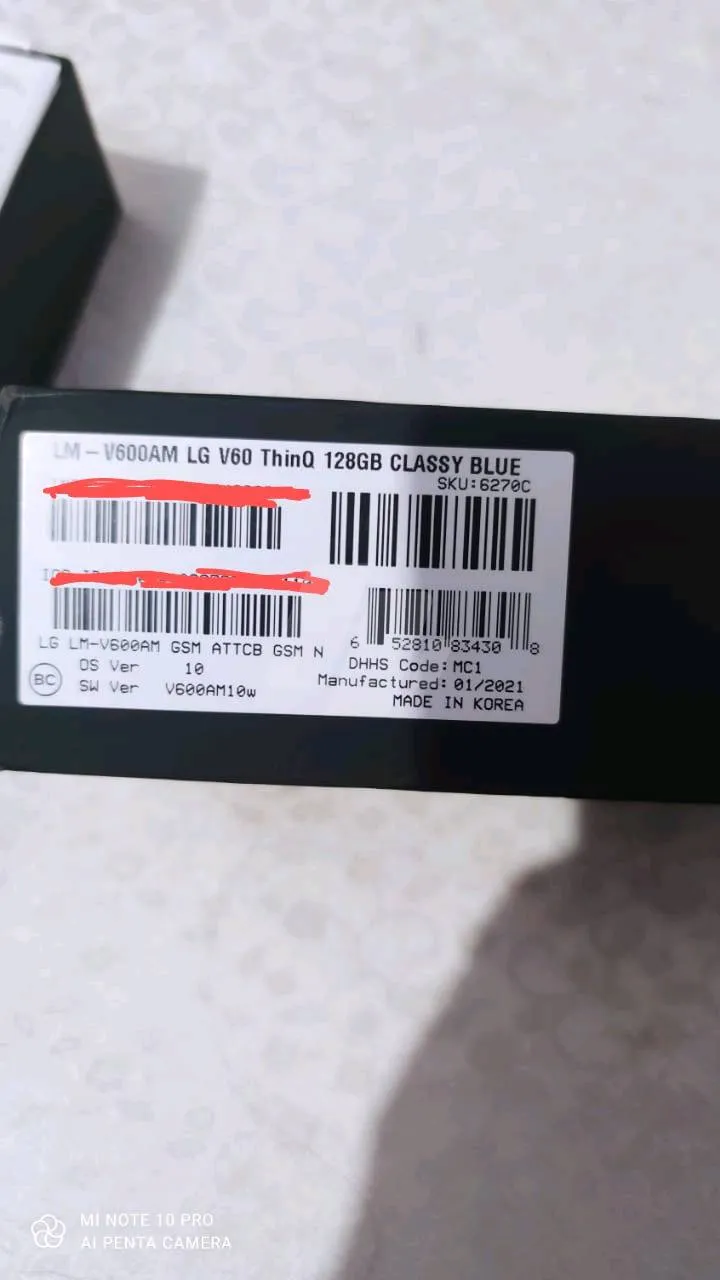 LM-V600AM LG V60 ThinQ 128GB CLASSY BLUE
SKU:6270C
6 52810 83430 8
LG LM-V600AM GSM ATTCB GSM N
OS Ver 10
SW Ver V600AM10w
BC
DHHS Code:MC1
Manufactured:01/2021
MADE IN KOREA
MI NOTE 10 PRO
AI PENTA CAMERA